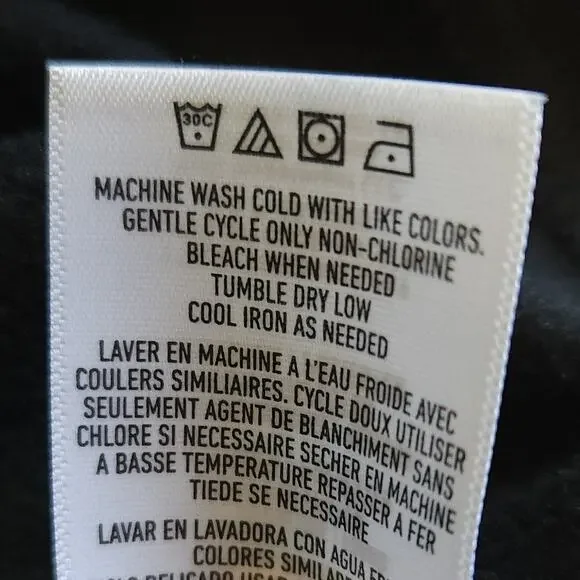 30C
MACHINE WASH COLD WITH LIKE COLORS.
GENTLE CYCLE ONLY NON-CHLORINE
BLEACH WHEN NEEDED
TUMBLE DRY LOW
COOL IRON AS NEEDED
LAVER EN MACHINE A L'EAU FROIDE AVEC
COULERS SIMILIAIRES. CYCLE DOUX UTILISER
SEULEMENT AGENT DE BLANCHIMENT SANS
CHLORE SI NECESSAIRE SECHER EN MACHINE
A BASSE TEMPERATURE REPASSER A FER
TIEDE SE NECESSAIRE
LAVAR EN LAVADORA CON AGUA
COLORES
DELICADO